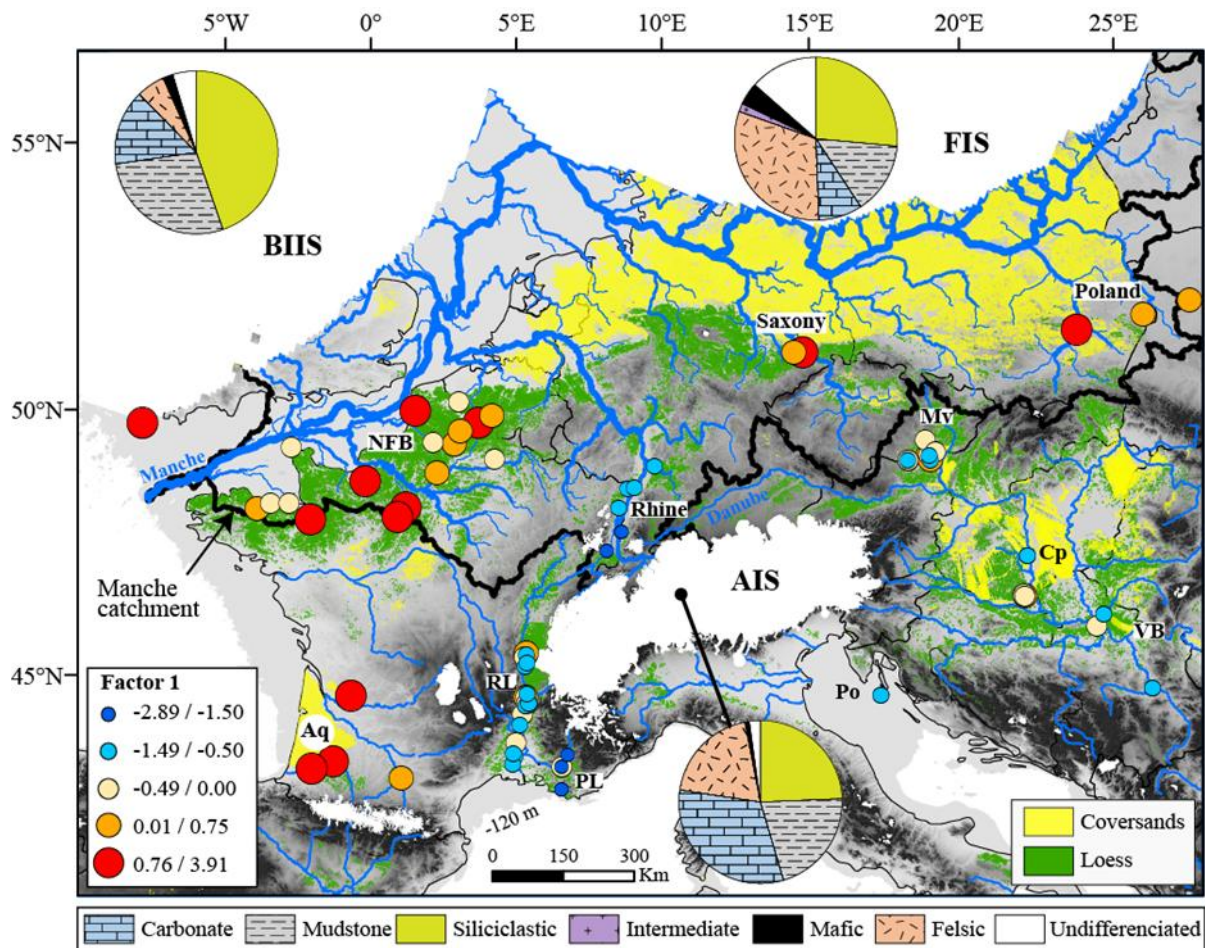 5°W 0° 5°E 10°E 15°E 20°E 25°E
55°N
50°N
45°N
BIIS
FIS
AIS
Poland
Saxony
NFB
Mv
Manche
Rhine
Danube
Manche
catchment
Cp
VB
RL
Po
Aq
PL
-120 m
0 150 300
Km
Factor 1
-2.89 / -1.50
-1.49 / -0.50
-0.49 / 0.00
0.01 / 0.75
0.76 / 3.91
Coversands
Loess
Carbonate Mudstone Siliciclastic Intermediate Mafic Felsic Undifferenciated